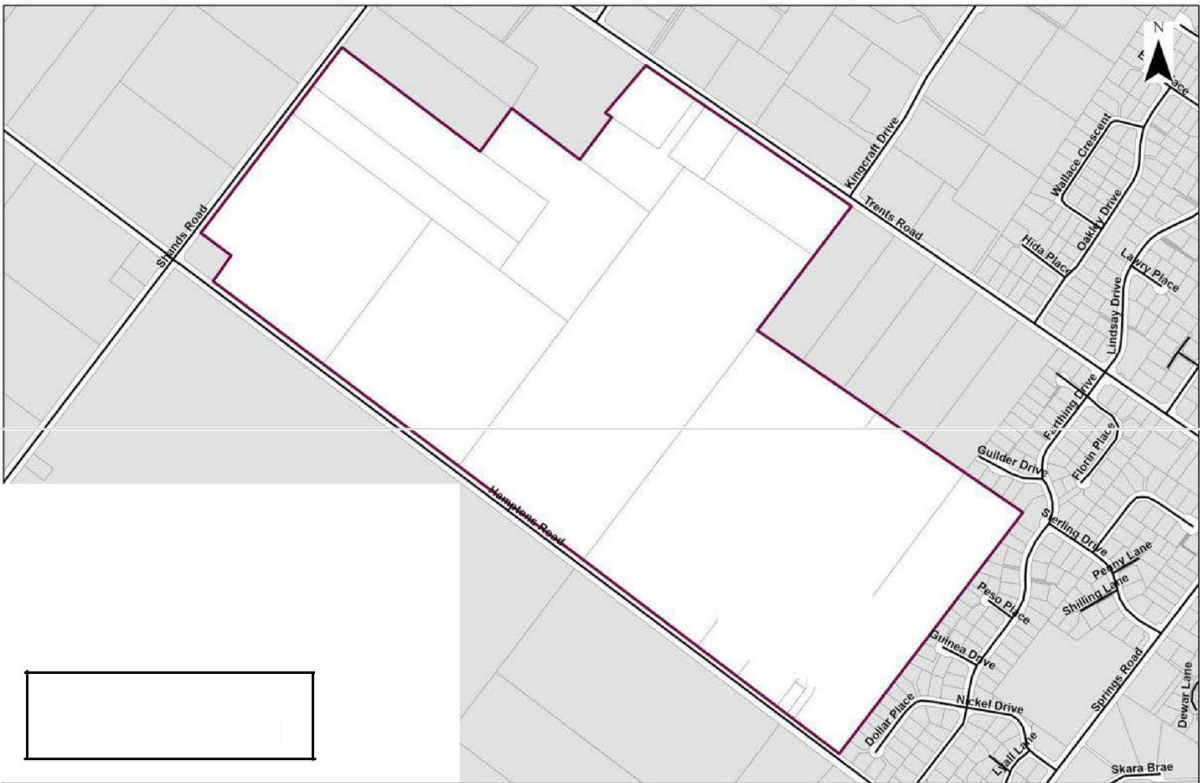 N
Wallace Crescent
Kingcraft Drive
Trents Road
Oakley Drive
Hida Place
Lawry Place
Shands Road
Lindsay Drive
Farthing Drive
Florin Place
Guilder Drive
Hamptons Road
Sterling Drive
Penny Lane
Shilling Lane
Peso Place
Guinea Drive
Springs Road
Dewar Lane
Nickel Drive
Dollar Place
Lyall Lane
Skara Brae